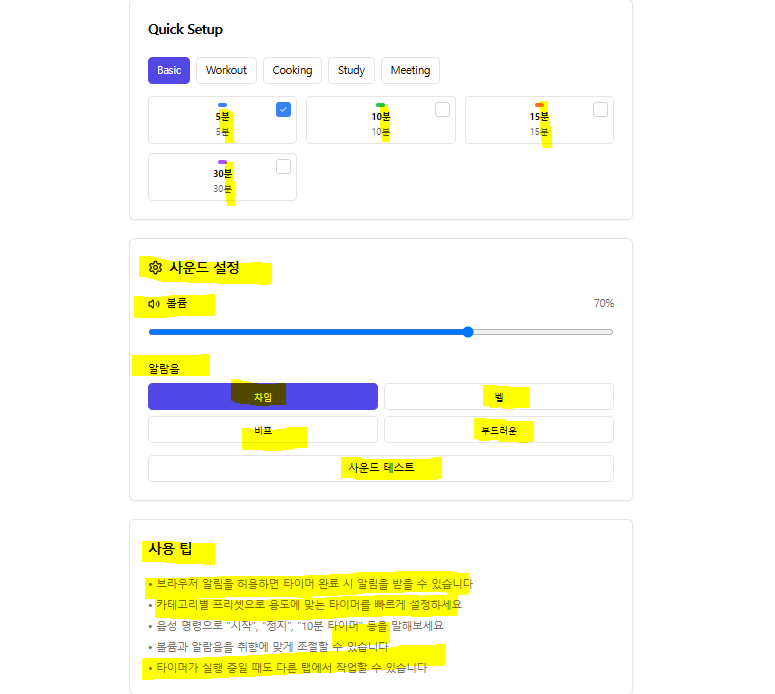 Quick Setup
Basic Workout Cooking Study Meeting
5분 10분 15분
5분 10분 15분
30분
30분
사운드 설정
볼륨 70%
알람음
차임 벨
비프 부드러운
사운드 테스트
사용 팁
• 브라우저 알림을 허용하면 타이머 완료 시 알림을 받을 수 있습니다
• 카테고리별 프리셋으로 용도에 맞는 타이머를 빠르게 설정하세요
• 음성 명령으로 "시작", "정지", "10분 타이머" 등을 말해보세요
• 볼륨과 알람음을 취향에 맞게 조절할 수 있습니다
• 타이머가 실행 중일 때도 다른 탭에서 작업할 수 있습니다